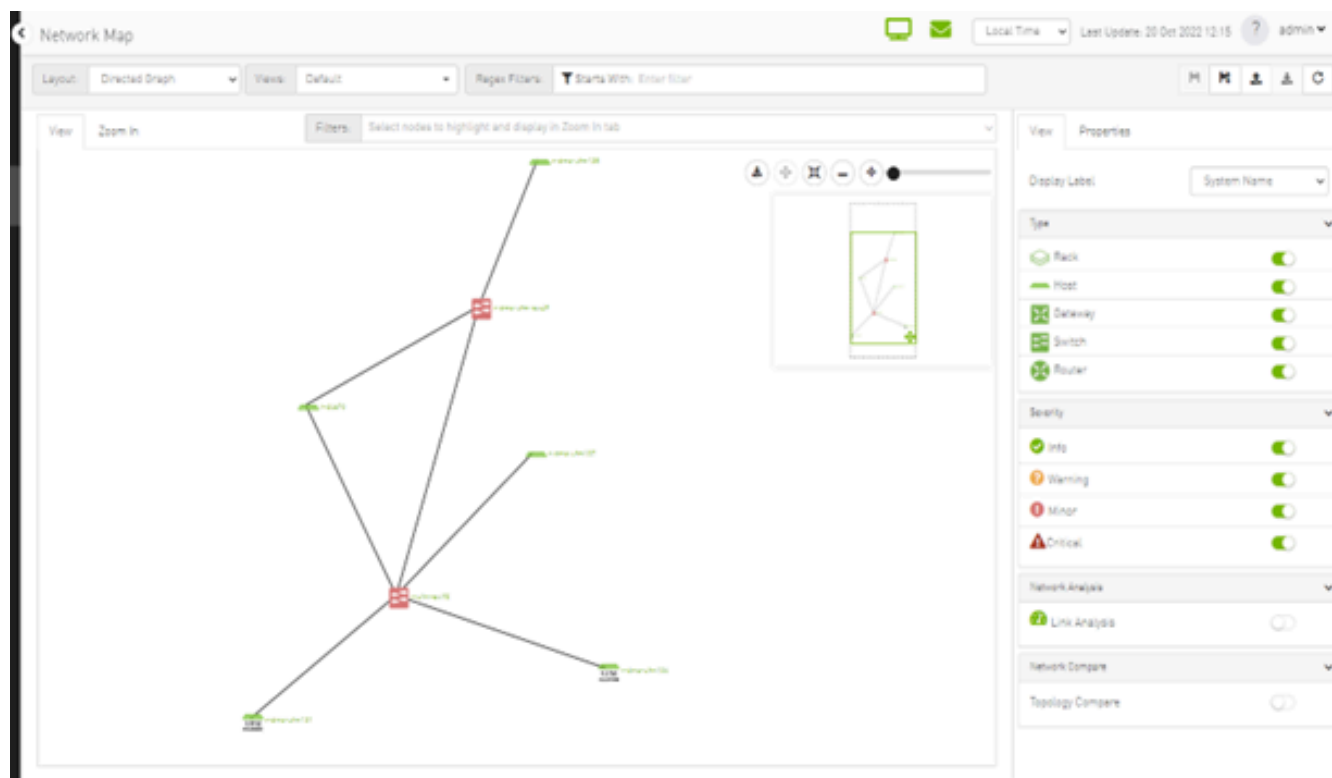 Network Map
Local Time
Last Update: 20 Oct 2022 12:15
?
admin
Layout:
Directed Graph
Views:
Default
Regex Filters:
Starts With:
Enter filter
View
Zoom In
Filters:
Select nodes to highlight and display in Zoom In tab
View
Properties
Display Label
System Name
Type
Rack
Host
Gateway
Switch
Router
Severity
Info
Warning
Minor
Critical
Network Analysis
Link Analysis
Network Compare
Topology Compare